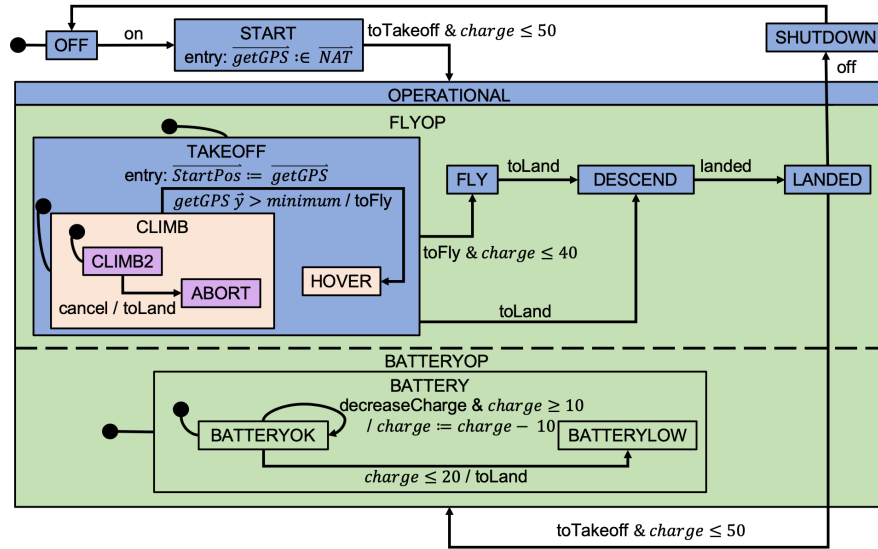 OFF
on
START
entry: getGPS :∈ NAT
toTakeoff & charge ≤ 50
SHUTDOWN
off
OPERATIONAL
FLYOP
TAKEOFF
entry: StartPos ≔ getGPS
getGPS y⃗ > minimum / toFly
CLIMB
CLIMB2
ABORT
cancel / toLand
HOVER
FLY
toLand
DESCEND
landed
LANDED
toFly & charge ≤ 40
toLand
BATTERYOP
BATTERY
decreaseCharge & charge ≥ 10
/ charge ≔ charge − 10
BATTERYOK
BATTERYLOW
charge ≤ 20 / toLand
toTakeoff & charge ≤ 50